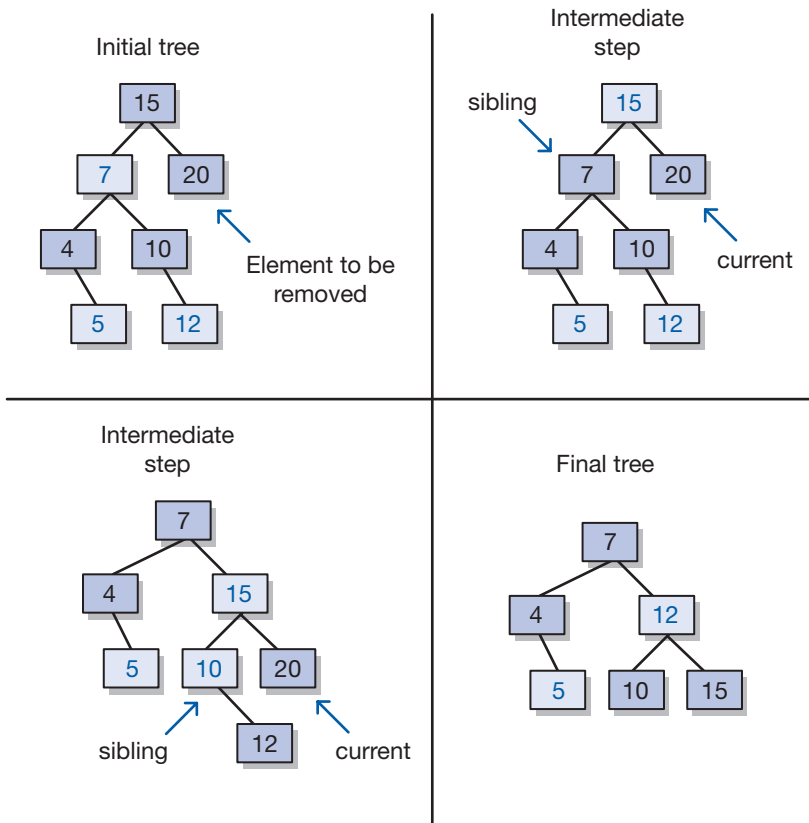 Initial tree
15
7 20
4 10
Element to be
removed
5 12
Intermediate
step
sibling
15
7 20
4 10
current
5 12
Intermediate
step
7
4 15
5 10 20
sibling
12
current
Final tree
7
4 12
5 10 15